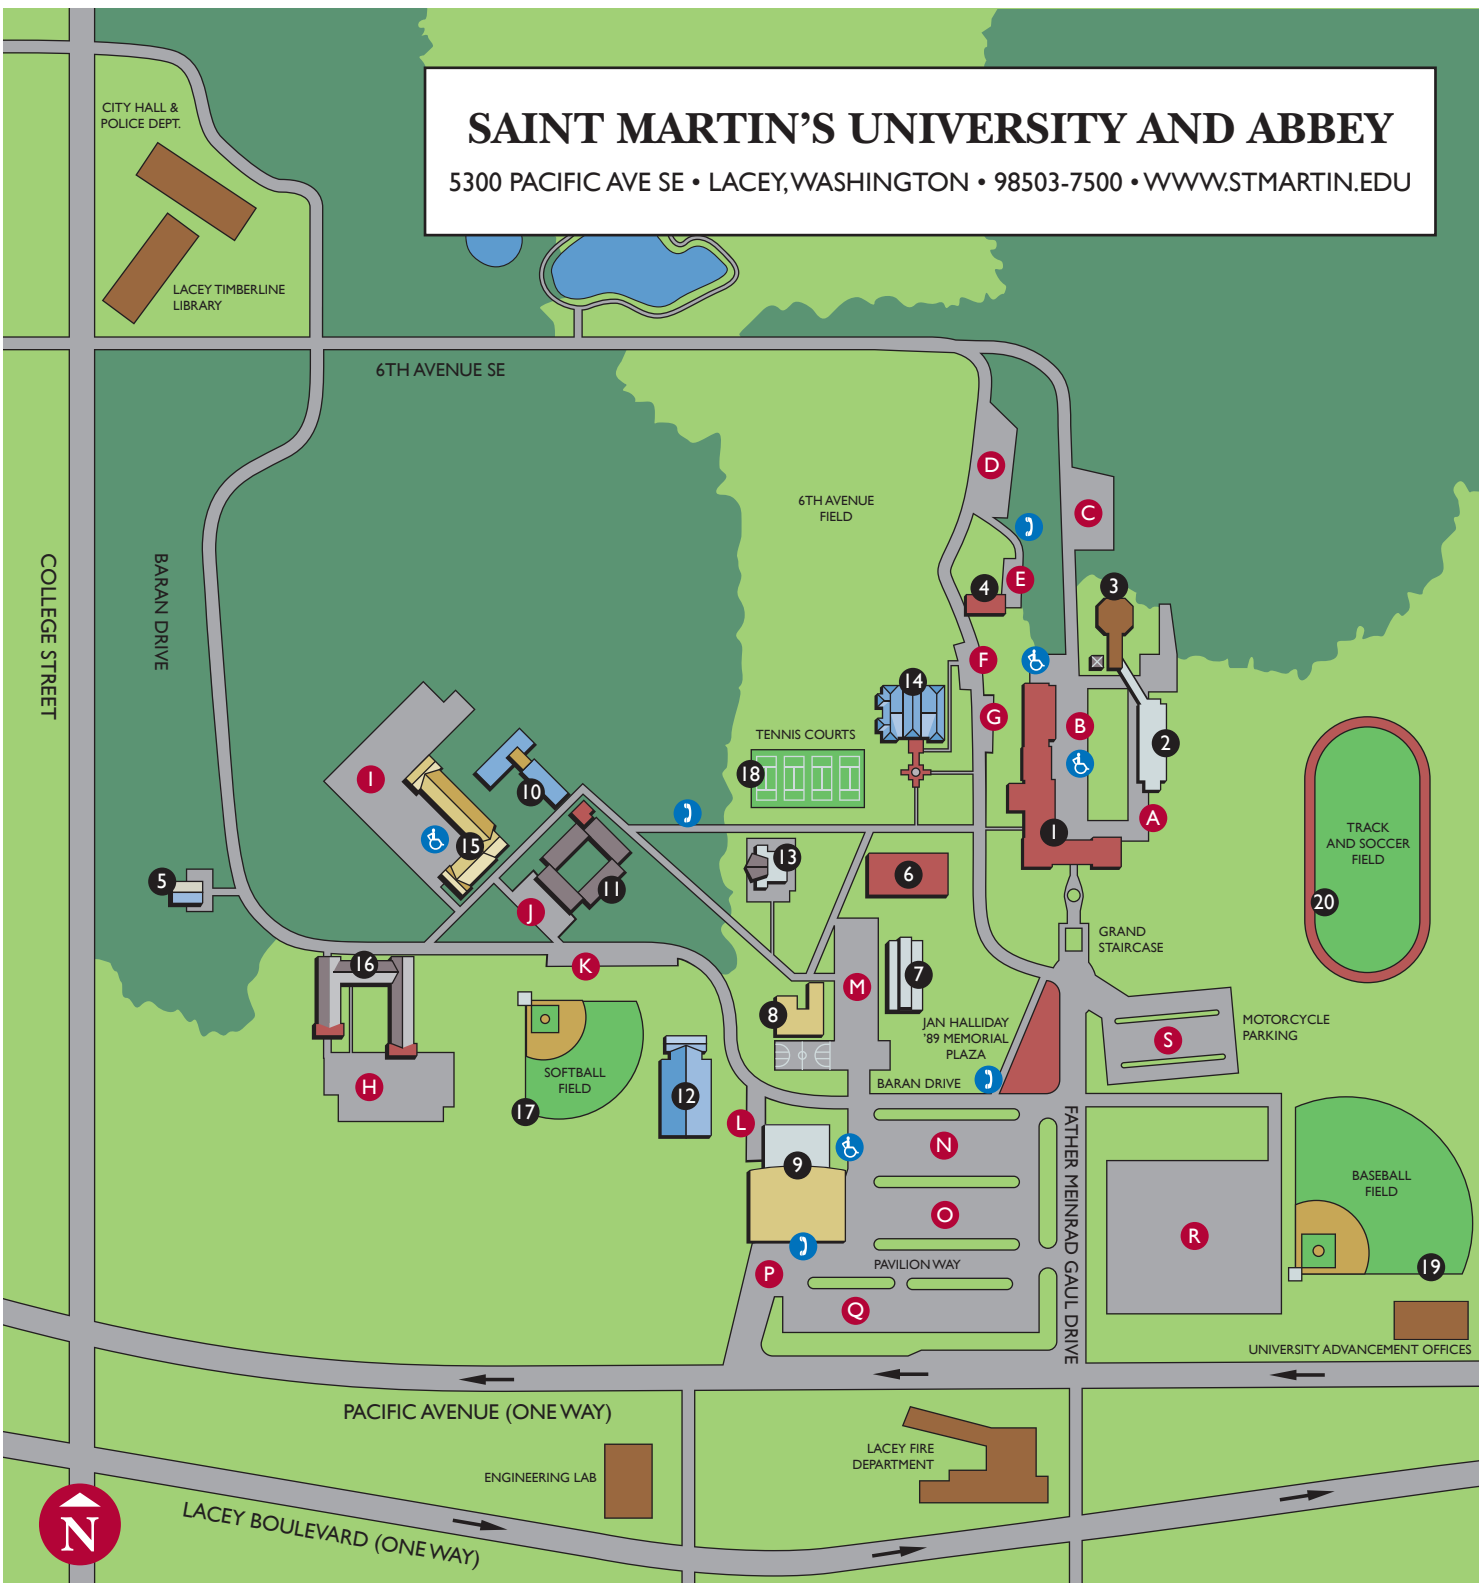 SAINT MARTIN'S UNIVERSITY AND ABBEY
5300 PACIFIC AVE SE • LACEY, WASHINGTON • 98503-7500 • WWW.STMARTIN.EDU
CITY HALL &
POLICE DEPT.
LACEY TIMBERLINE
LIBRARY
6TH AVENUE SE
COLLEGE STREET
BARAN DRIVE
6TH AVENUE
FIELD
D
C
E
4
3
F
14
G
B
2
TENNIS COURTS
18
I
10
15
A
1
TRACK
AND SOCCER
FIELD
20
13
6
5
11
J
GRAND
STAIRCASE
16
K
M
7
8
JAN HALLIDAY
'89 MEMORIAL
PLAZA
S
MOTORCYCLE
PARKING
SOFTBALL
FIELD
H
17
12
BARAN DRIVE
L
N
9
O
FATHER MEINRAD GAUL DRIVE
BASEBALL
FIELD
R
19
PAVILION WAY
P
Q
UNIVERSITY ADVANCEMENT OFFICES
PACIFIC AVENUE (ONE WAY)
LACEY FIRE
DEPARTMENT
ENGINEERING LAB
N
LACEY BOULEVARD (ONE WAY)